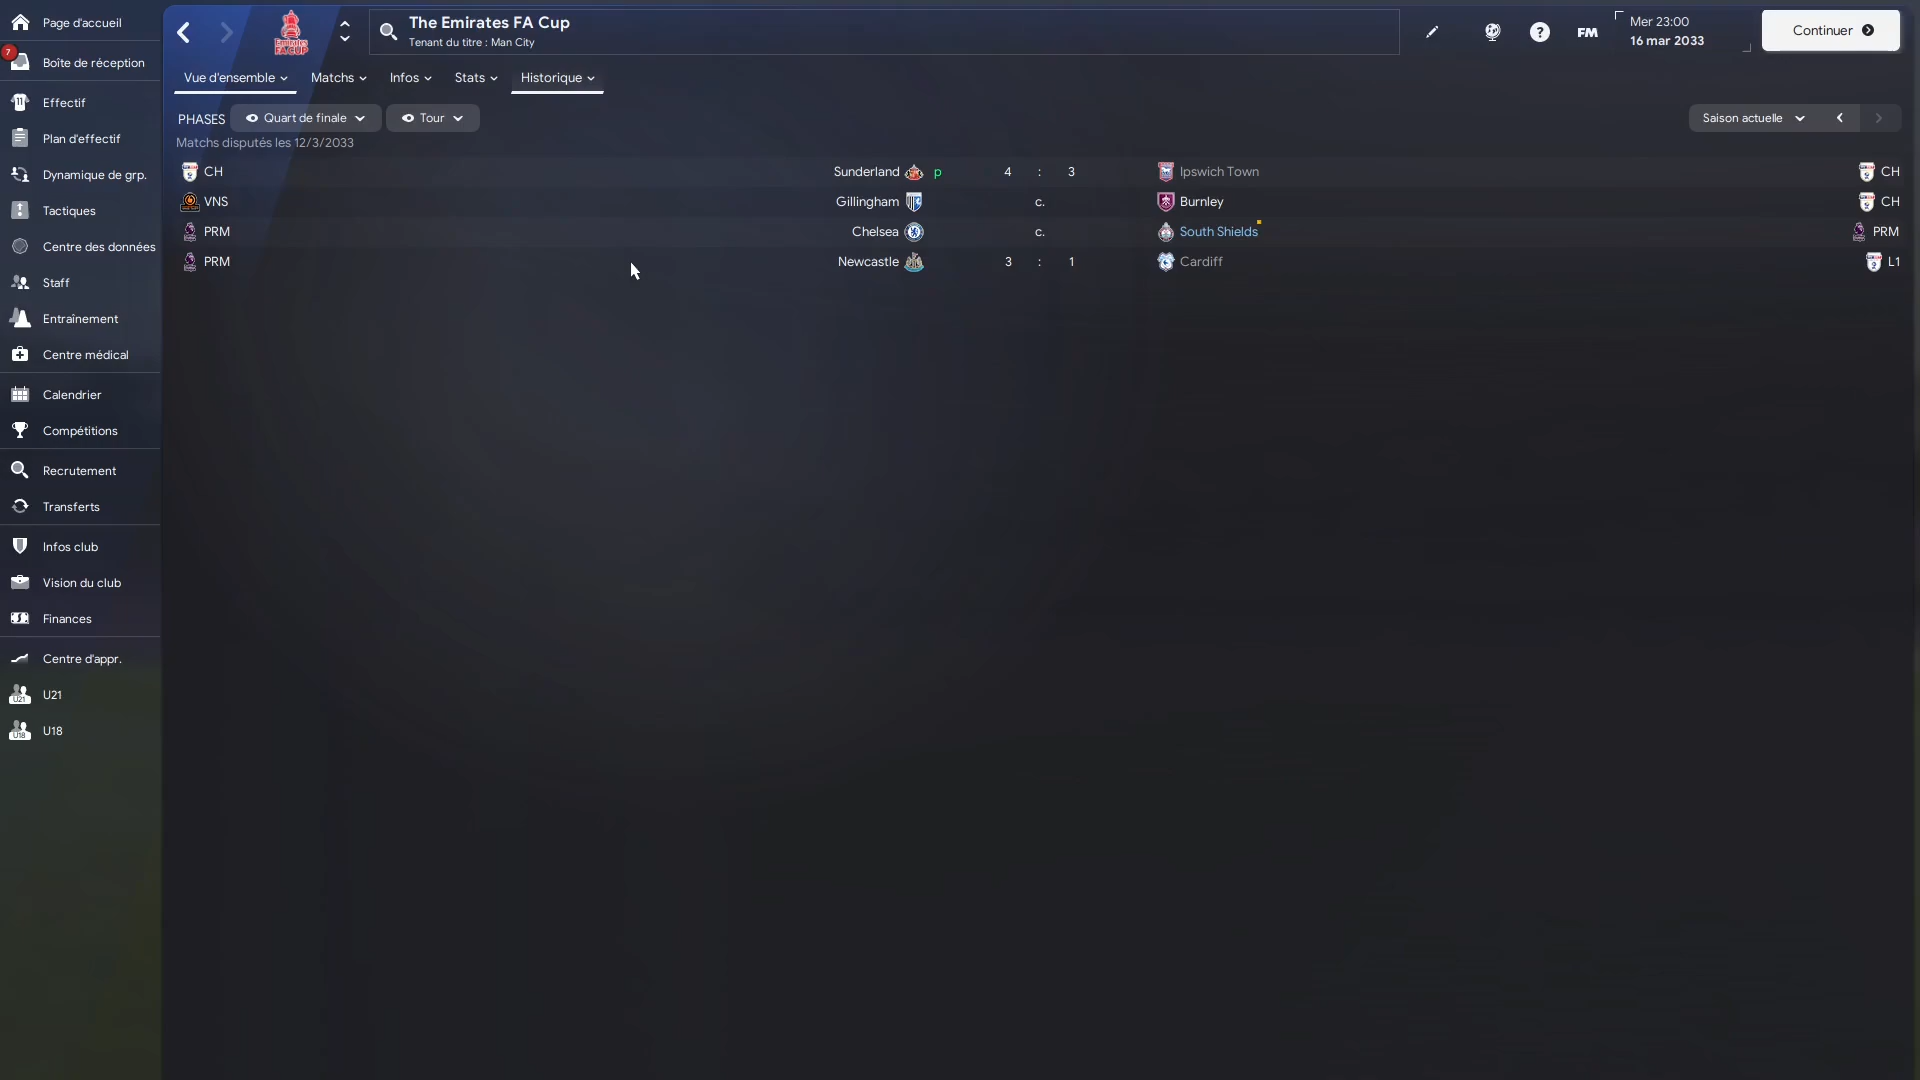 Page d'accueil
The Emirates FA Cup
Tenant du titre : Man City
Mer 23:00
16 mar 2033
Continuer
FM
?
Emirates
FA CUP
7
Boîte de réception
Vue d'ensemble
Matchs
Infos
Stats
Historique
Effectif
PHASES
Quart de finale
Tour
Saison actuelle
Plan d'effectif
Matchs disputés les 12/3/2033
Dynamique de grp.
CH Sunderland p 4 : 3 Ipswich Town CH
Tactiques
VNS Gillingham c. Burnley CH
Centre des données
PRM Chelsea c. South Shields PRM
PRM Newcastle 3 : 1 Cardiff L1
Staff
Entraînement
Centre médical
Calendrier
Compétitions
Recrutement
Transferts
Infos club
Vision du club
Finances
Centre d'appr.
U21
U18